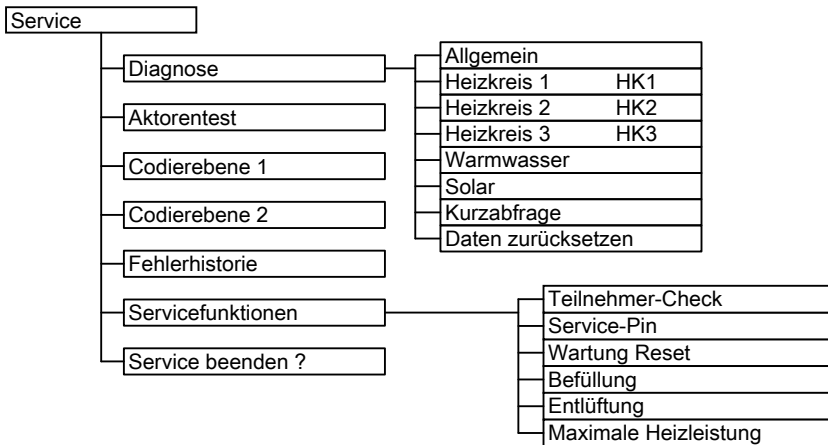 Service
Diagnose
Aktorentest
Codierebene 1
Codierebene 2
Fehlerhistorie
Servicefunktionen
Service beenden ?
Allgemein
Heizkreis 1 HK1
Heizkreis 2 HK2
Heizkreis 3 HK3
Warmwasser
Solar
Kurzabfrage
Daten zurücksetzen
Teilnehmer-Check
Service-Pin
Wartung Reset
Befüllung
Entlüftung
Maximale Heizleistung